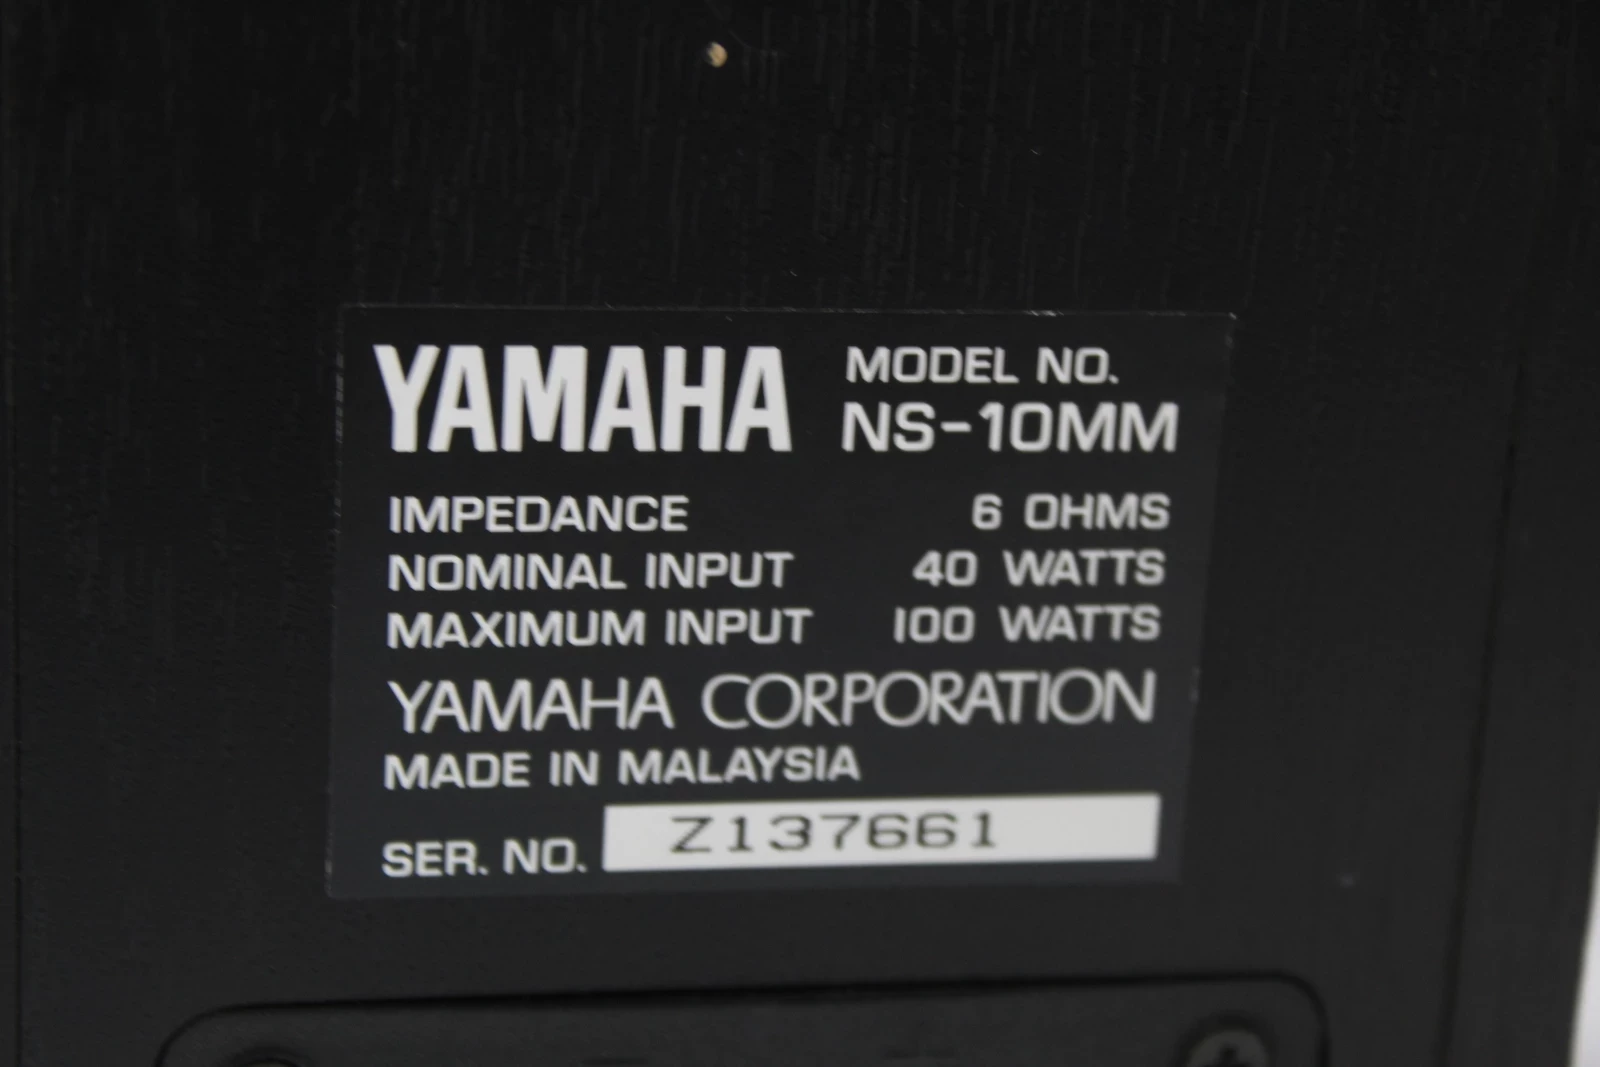 YAMAHA MODEL NO.
NS-10MM
IMPEDANCE 6 OHMS
NOMINAL INPUT 40 WATTS
MAXIMUM INPUT 100 WATTS
YAMAHA CORPORATION
MADE IN MALAYSIA
SER. NO. Z137661